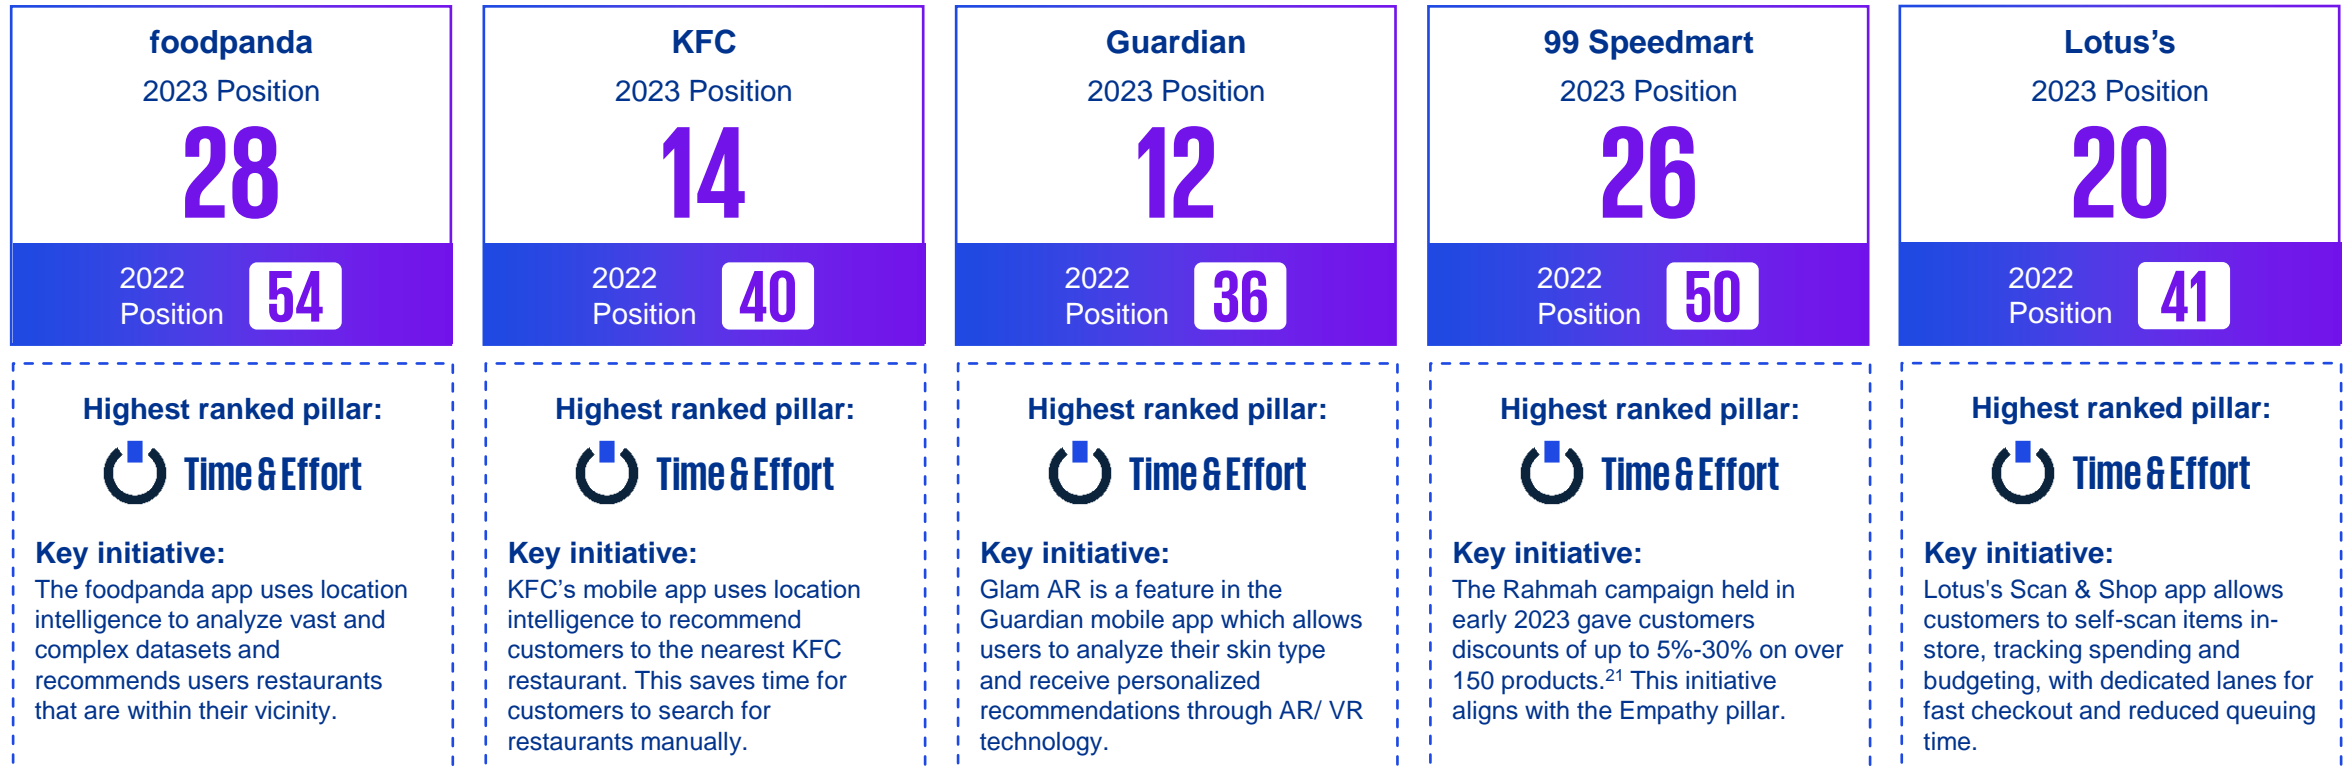 foodpanda
2023 Position
28
2022
Position
54
Highest ranked pillar:
Time & Effort
Key initiative:
The foodpanda app uses location
intelligence to analyze vast and
complex datasets and
recommends users restaurants
that are within their vicinity.
KFC
2023 Position
14
2022
Position
40
Highest ranked pillar:
Time & Effort
Key initiative:
KFC’s mobile app uses location
intelligence to recommend
customers to the nearest KFC
restaurant. This saves time for
customers to search for
restaurants manually.
Guardian
2023 Position
12
2022
Position
36
Highest ranked pillar:
Time & Effort
Key initiative:
Glam AR is a feature in the
Guardian mobile app which allows
users to analyze their skin type
and receive personalized
recommendations through AR/ VR
technology.
99 Speedmart
2023 Position
26
2022
Position
50
Highest ranked pillar:
Time & Effort
Key initiative:
The Rahmah campaign held in
early 2023 gave customers
discounts of up to 5%-30% on over
150 products.²¹ This initiative
aligns with the Empathy pillar.
Lotus’s
2023 Position
20
2022
Position
41
Highest ranked pillar:
Time & Effort
Key initiative:
Lotus's Scan & Shop app allows
customers to self-scan items in-
store, tracking spending and
budgeting, with dedicated lanes for
fast checkout and reduced queuing
time.